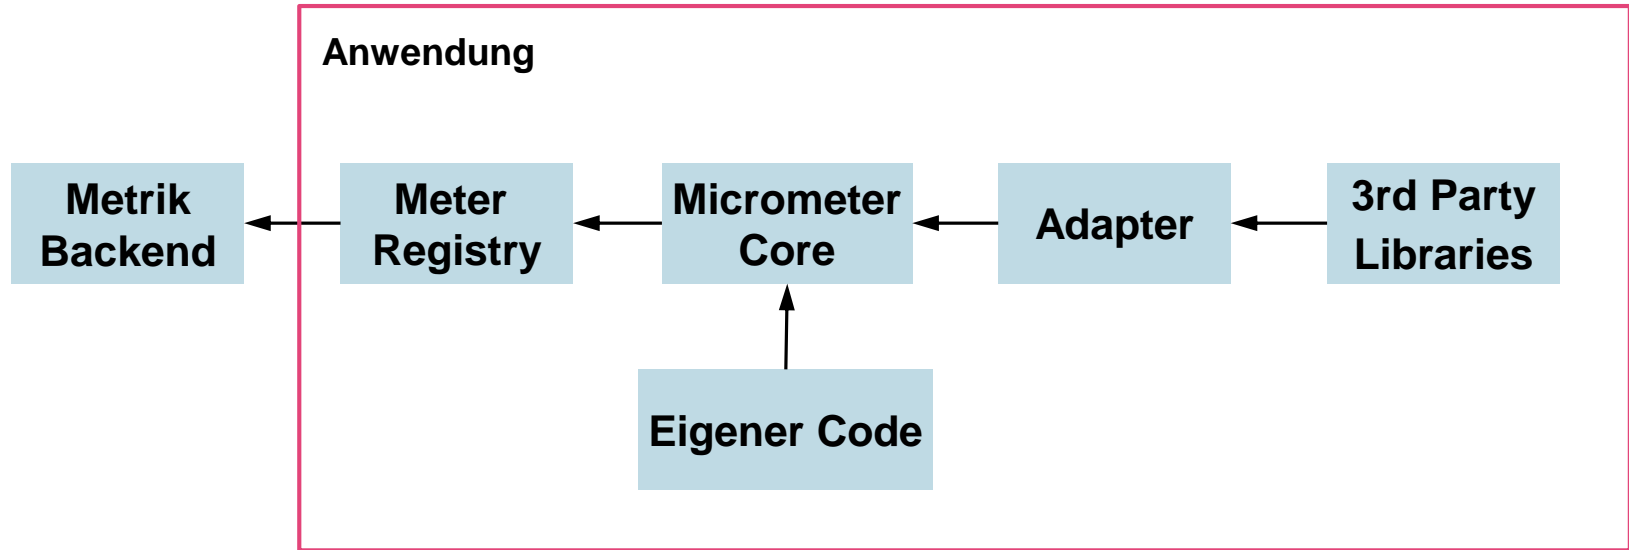 Anwendung
Metrik
Backend
Meter
Registry
Micrometer
Core
Adapter
3rd Party
Libraries
Eigener Code